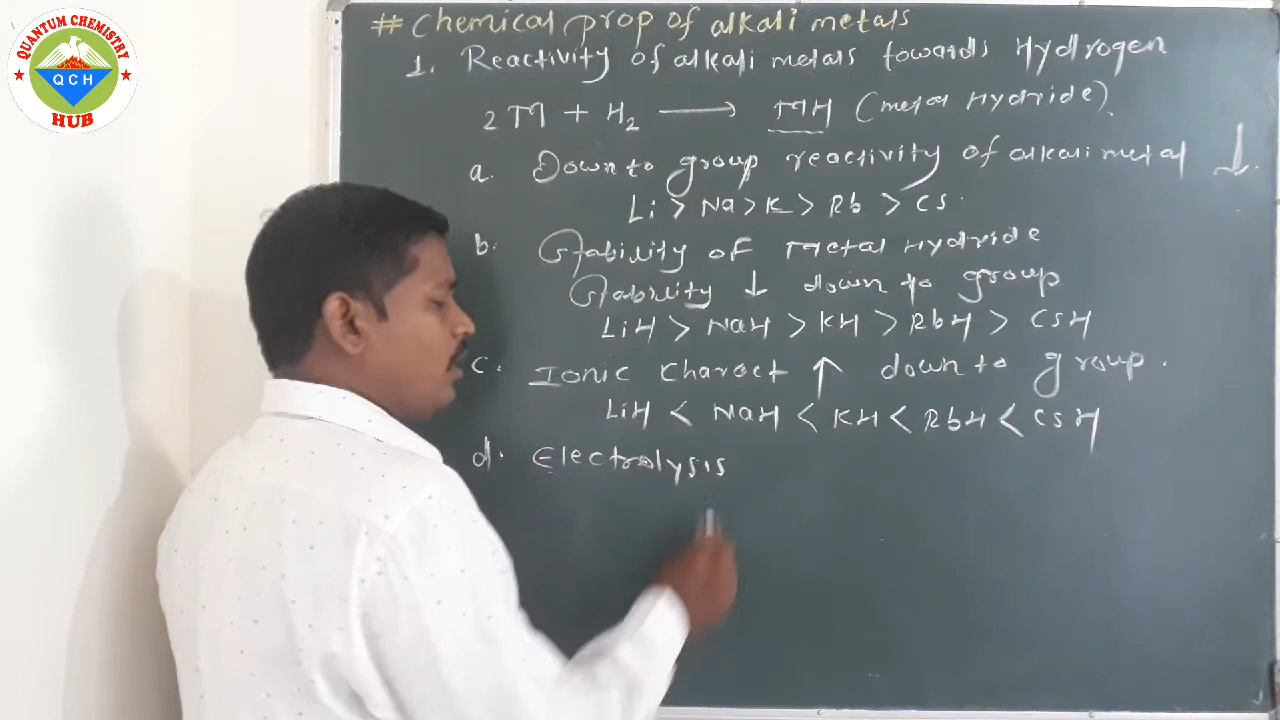 QUANTUM CHEMISTRY
QCH
HUB
# Chemical prop of alkali metals
1. Reactivity of alkali metals towards Hydrogen
2M + H₂ ⟶ MH (metal Hydride).
a. Down to group reactivity of alkali metal ↓.
Li > Na > K > Rb > Cs.
b. Stability of Metal Hydride
Stability ↓ down to group
LiH > NaH > KH > RbH > CsH
c. Ionic Charact ↑ down to group.
LiH < NaH < KH < RbH < CsH
d. Electrolysis